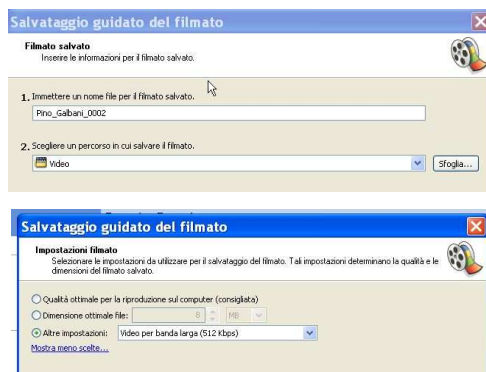 Salvataggio guidato del filmato
Filmato salvato
Inserire le informazioni per il filmato salvato.
1. Immettere un nome file per il filmato salvato.
Pino_Galbani_0002
2. Scegliere un percorso in cui salvare il filmato.
Video
Sfoglia...
Salvataggio guidato del filmato
Impostazioni filmato
Selezionare le impostazioni da utilizzare per il salvataggio del filmato. Tali impostazioni determinano la qualità e le
dimensioni del filmato salvato.
Qualità ottimale per la riproduzione sul computer (consigliata)
Dimensione ottimale file: 8 MB
Altre impostazioni: Video per banda larga (512 Kbps)
Mostra meno scelte...